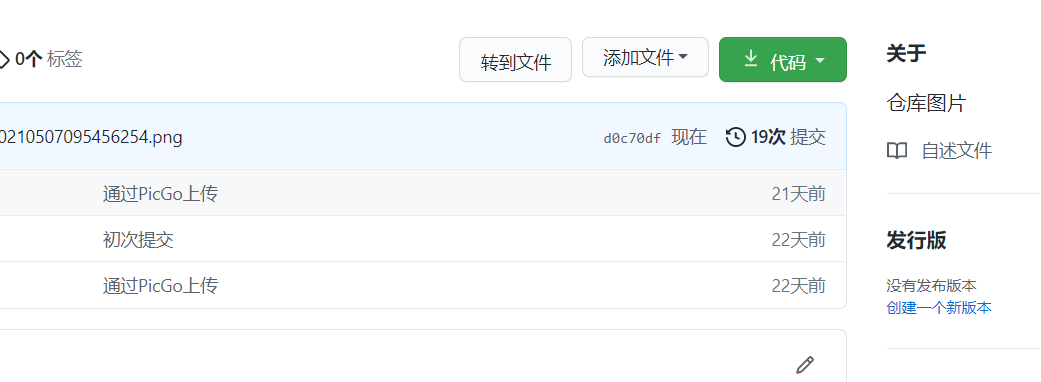 0个 标签
转到文件
添加文件
代码
0210507095456254.png
d0c70df 现在
19次 提交
通过PicGo上传
21天前
初次提交
22天前
通过PicGo上传
22天前
关于
仓库图片
自述文件
发行版
没有发布版本
创建一个新版本